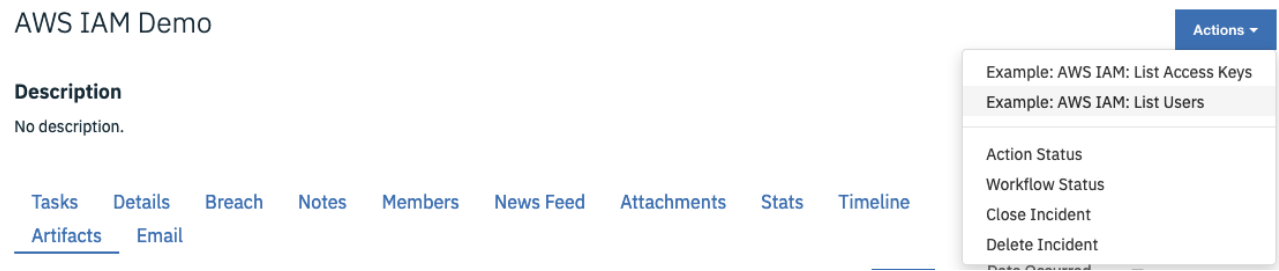 AWS IAM Demo
Actions
Example: AWS IAM: List Access Keys
Description
Example: AWS IAM: List Users
No description.
Action Status
Workflow Status
Close Incident
Delete Incident
Tasks Details Breach Notes Members News Feed Attachments Stats Timeline
Artifacts Email
Date Occurred